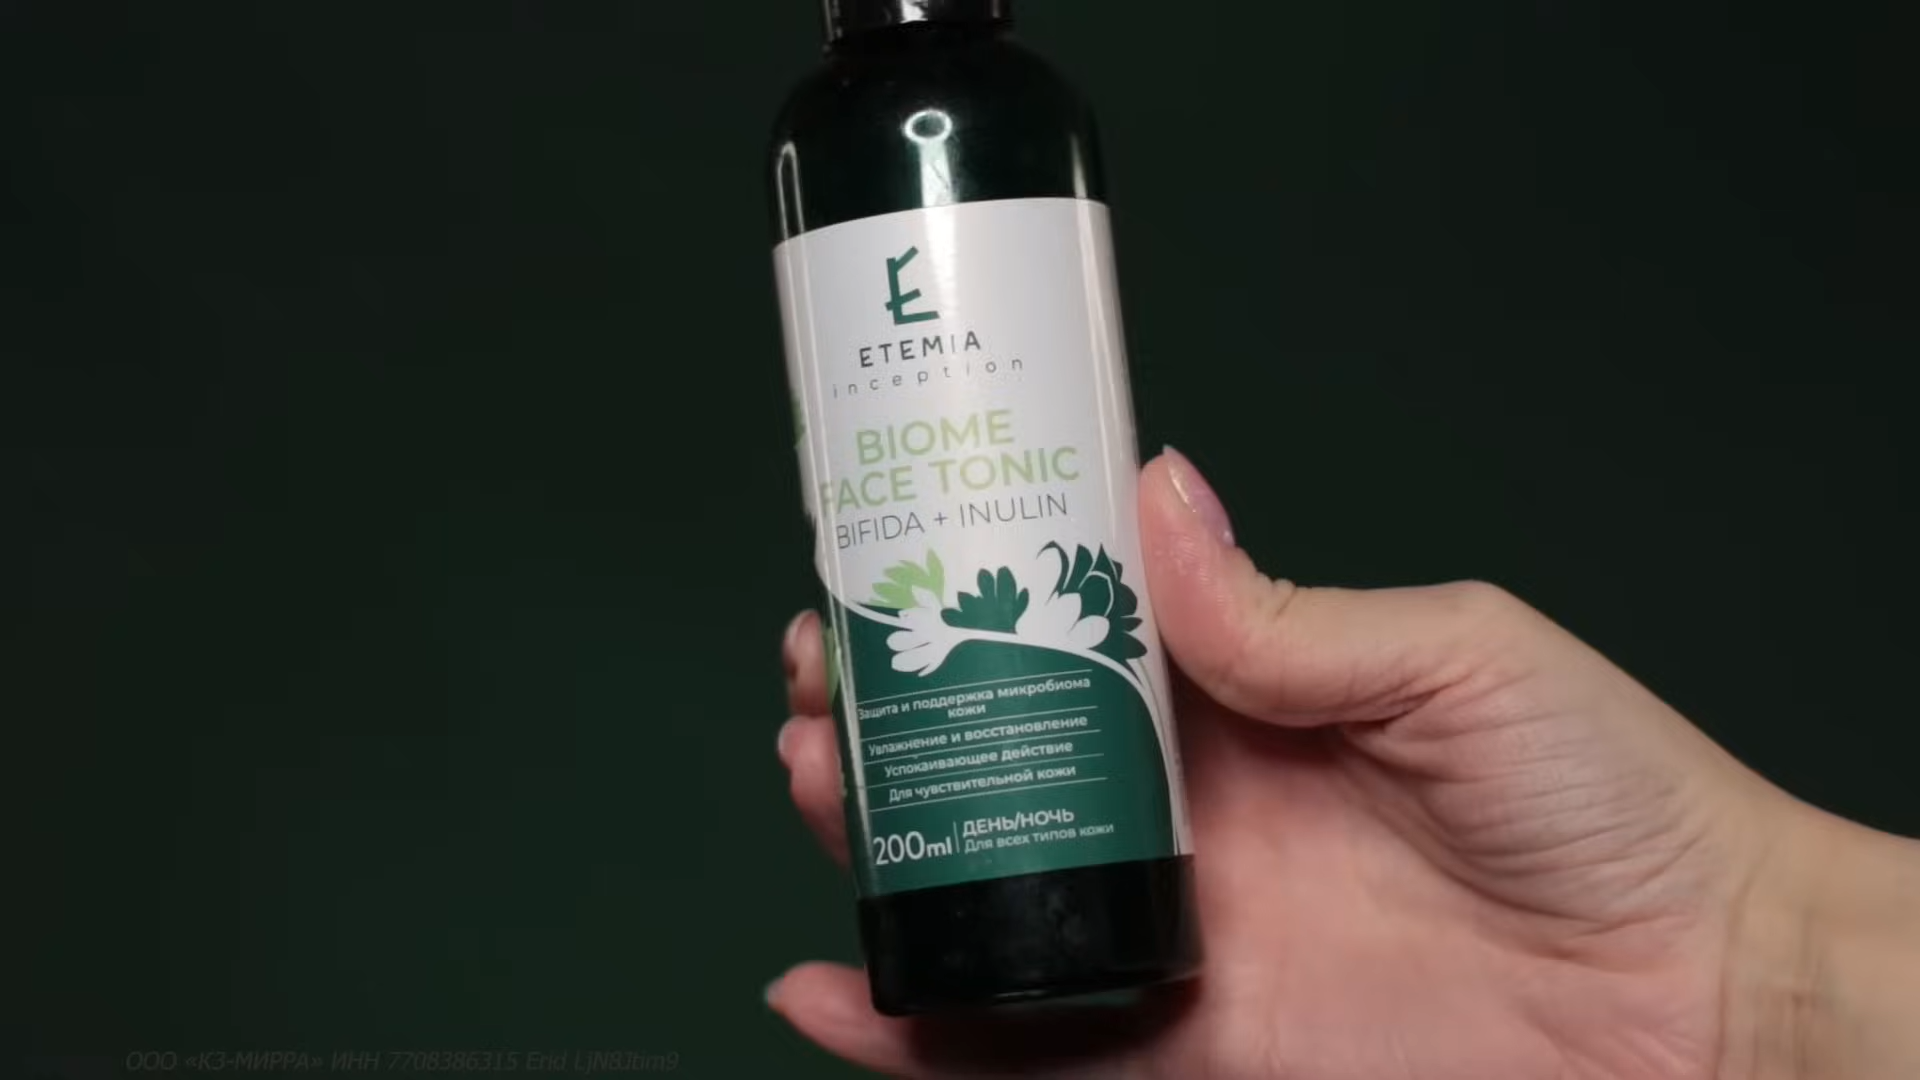 ETEMIA
inception
BIOME
FACE TONIC
BIFIDA + INULIN
Защита и поддержка микробиома
кожи
Увлажнение и восстановление
Успокаивающее действие
Для чувствительной кожи
200ml
ДЕНЬ/НОЧЬ
Для всех типов кожи
ООО «КЗ-МИРРА» ИНН 7708386315 Erid LjN8Jtim9